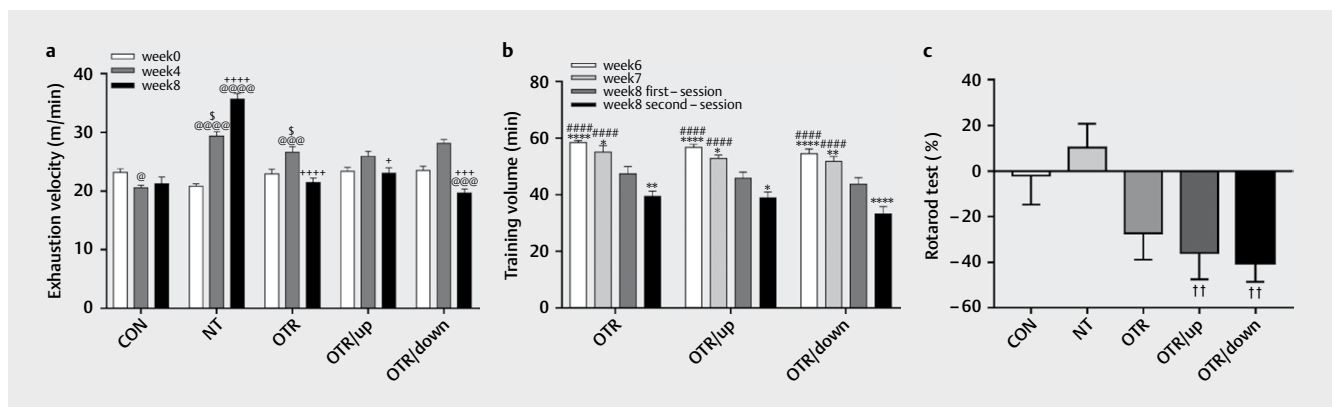 a
week0
week4
week8
Exhaustion velocity (m/min)
40
30
20
10
0
@
$
@@@@
++++
@@@@
$
@@@
++++
+
+++
@@@
CON
NT
OTR
OTR/up
OTR/down
b
week6
week7
week8 first – session
week8 second – session
Training volume (min)
80
60
40
20
0
####
****
####
*
**
####
****
####
*
*
####
****
####
**
****
OTR
OTR/up
OTR/down
c
Rotarod test (%)
40
20
0
–20
–40
–60
††
††
CON
NT
OTR
OTR/up
OTR/down